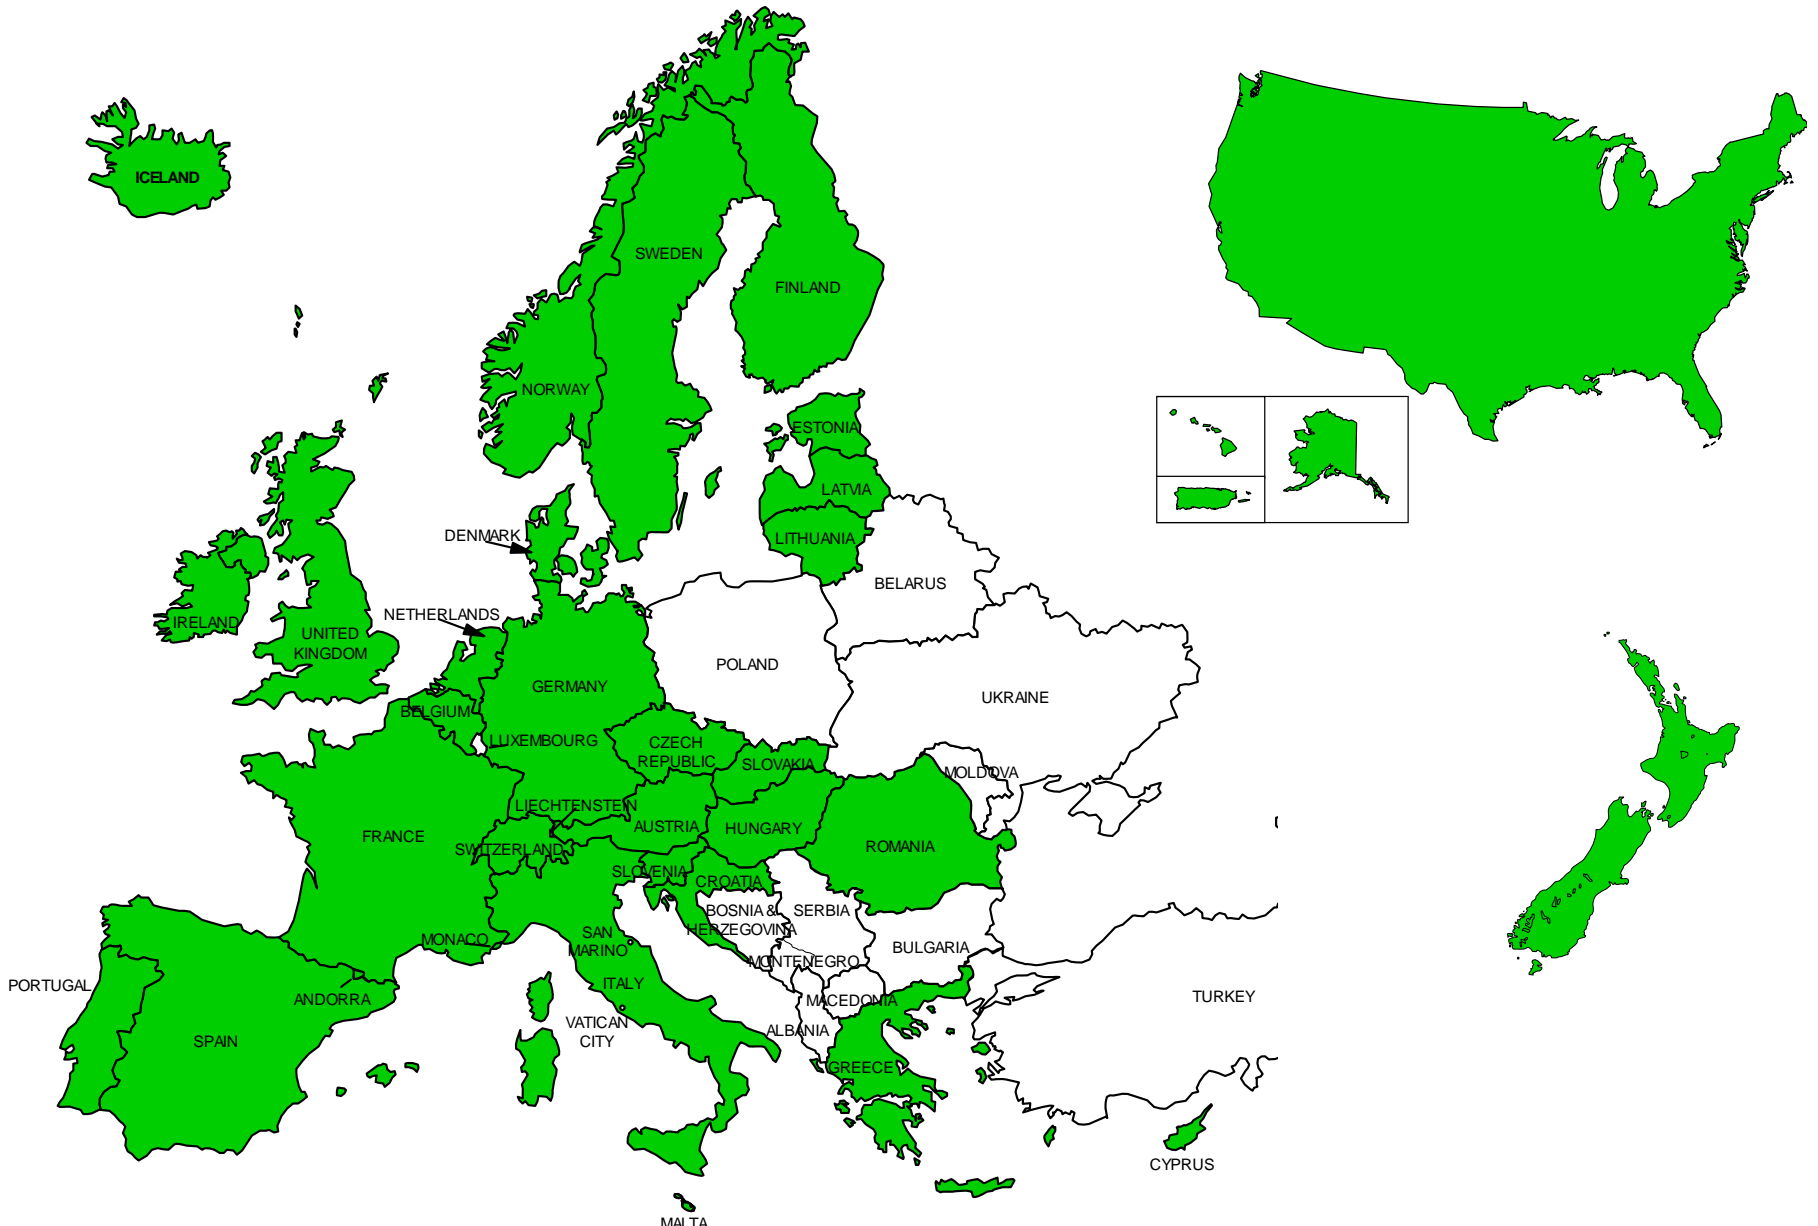 ICELAND
SWEDEN
FINLAND
NORWAY
ESTONIA
LATVIA
DENMARK
LITHUANIA
BELARUS
NETHERLANDS
IRELAND
UNITED
KINGDOM
POLAND
GERMANY
UKRAINE
BELGIUM
LUXEMBOURG
CZECH
REPUBLIC
SLOVAKIA
MOLDOVA
LIECHTENSTEIN
AUSTRIA
HUNGARY
FRANCE
SWITZERLAND
ROMANIA
SLOVENIA
CROATIA
BOSNIA &
HERZEGOVINA
SERBIA
MONACO
SAN
MARINO
BULGARIA
MONTENEGRO
PORTUGAL
ANDORRA
ITALY
MACEDONIA
TURKEY
VATICAN
CITY
ALBANIA
SPAIN
GREECE
CYPRUS
MALTA